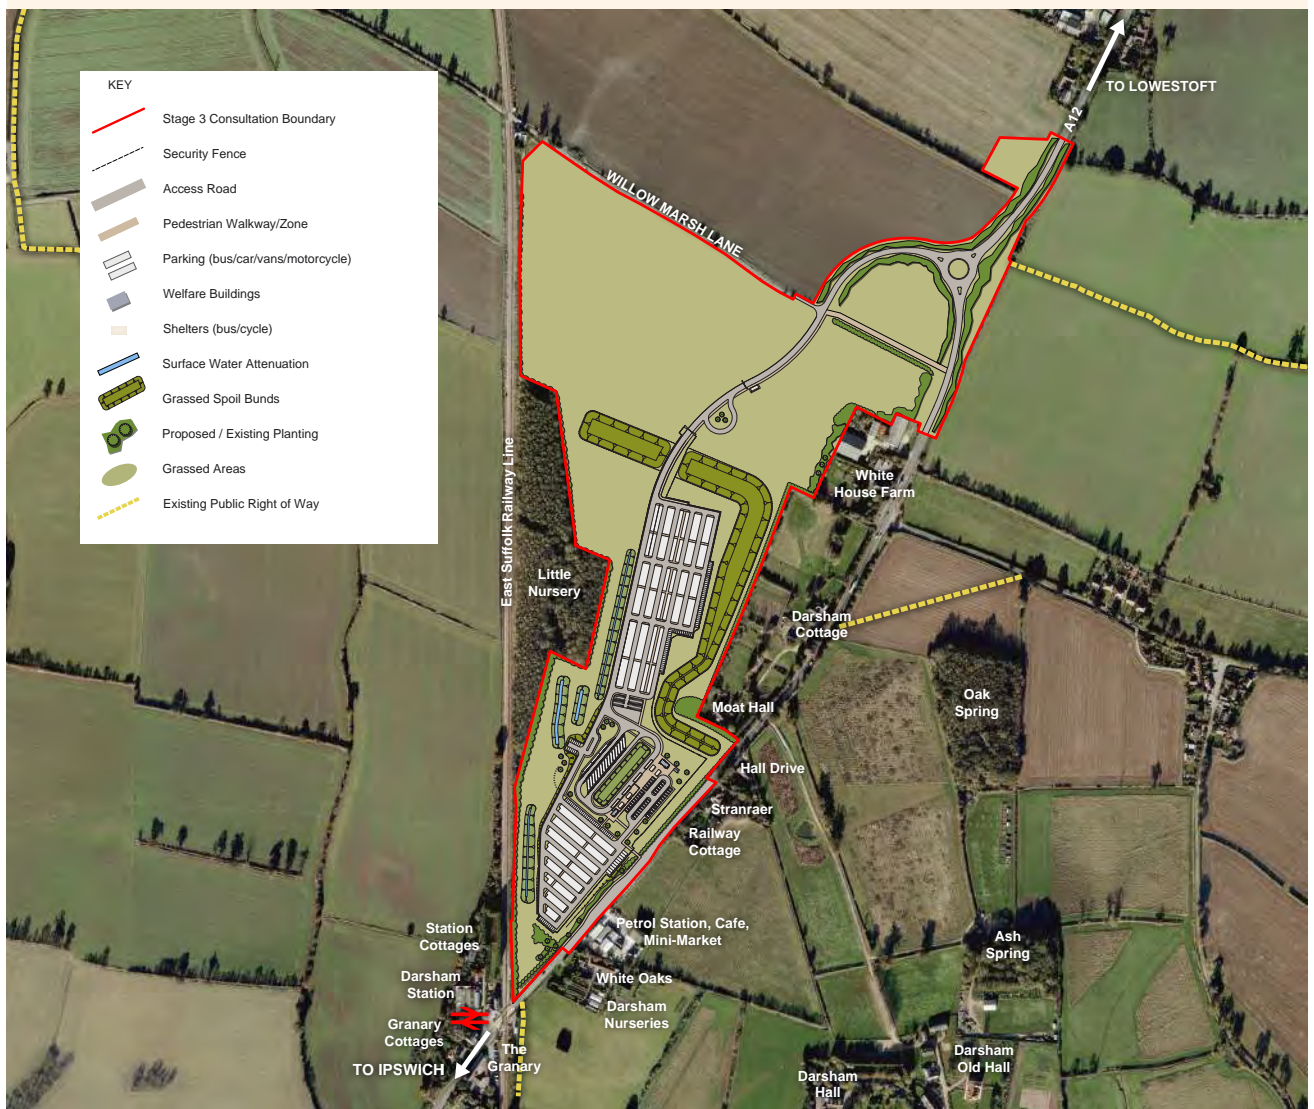 KEY
Stage 3 Consultation Boundary
Security Fence
Access Road
Pedestrian Walkway/Zone
Parking (bus/car/vans/motorcycle)
Welfare Buildings
Shelters (bus/cycle)
Surface Water Attenuation
Grassed Spoil Bunds
Proposed / Existing Planting
Grassed Areas
Existing Public Right of Way
TO LOWESTOFT
A12
WILLOW MARSH LANE
East Suffolk Railway Line
White
House Farm
Little
Nursery
Darsham
Cottage
Oak
Spring
Moat Hall
Hall Drive
Stranraer
Railway
Cottage
Petrol Station, Cafe,
Mini-Market
Station
Cottages
Ash
Spring
Darsham
Station
White Oaks
Darsham
Nurseries
Granary
Cottages
The
Granary
TO IPSWICH
Darsham
Old Hall
Darsham
Hall